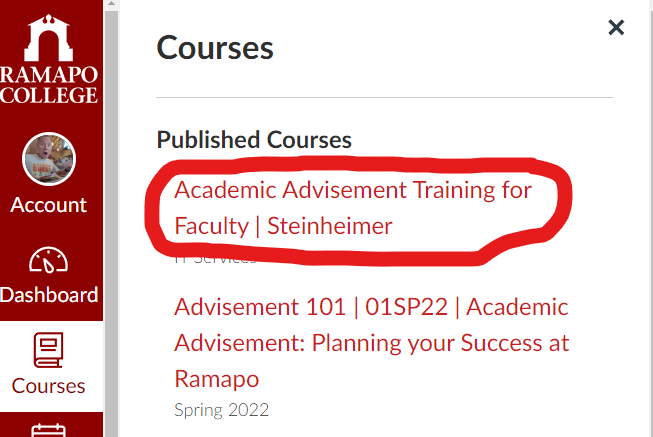 RAMAPO
COLLEGE
Account
Dashboard
Courses
Courses
Published Courses
Academic Advisement Training for
Faculty | Steinheimer
IT Services
Advisement 101 | 01SP22 | Academic
Advisement: Planning your Success at
Ramapo
Spring 2022